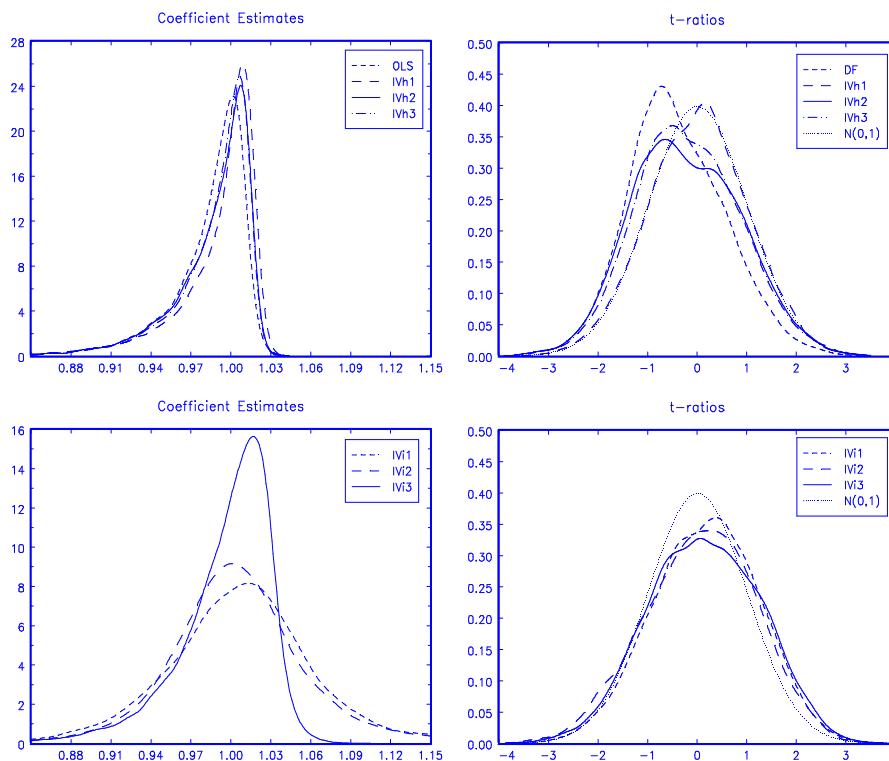 Coefficient Estimates
28
24
20
16
12
8
4
0
0.88 0.91 0.94 0.97 1.00 1.03 1.06 1.09 1.12 1.15
OLS
IVh1
IVh2
IVh3
t-ratios
0.50
0.45
0.40
0.35
0.30
0.25
0.20
0.15
0.10
0.05
0.00
-4 -3 -2 -1 0 1 2 3
DF
IVh1
IVh2
IVh3
N(0,1)
Coefficient Estimates
16
14
12
10
8
6
4
2
0
0.88 0.91 0.94 0.97 1.00 1.03 1.06 1.09 1.12 1.15
IVi1
IVi2
IVi3
t-ratios
0.50
0.45
0.40
0.35
0.30
0.25
0.20
0.15
0.10
0.05
0.00
-4 -3 -2 -1 0 1 2 3
IVi1
IVi2
IVi3
N(0,1)